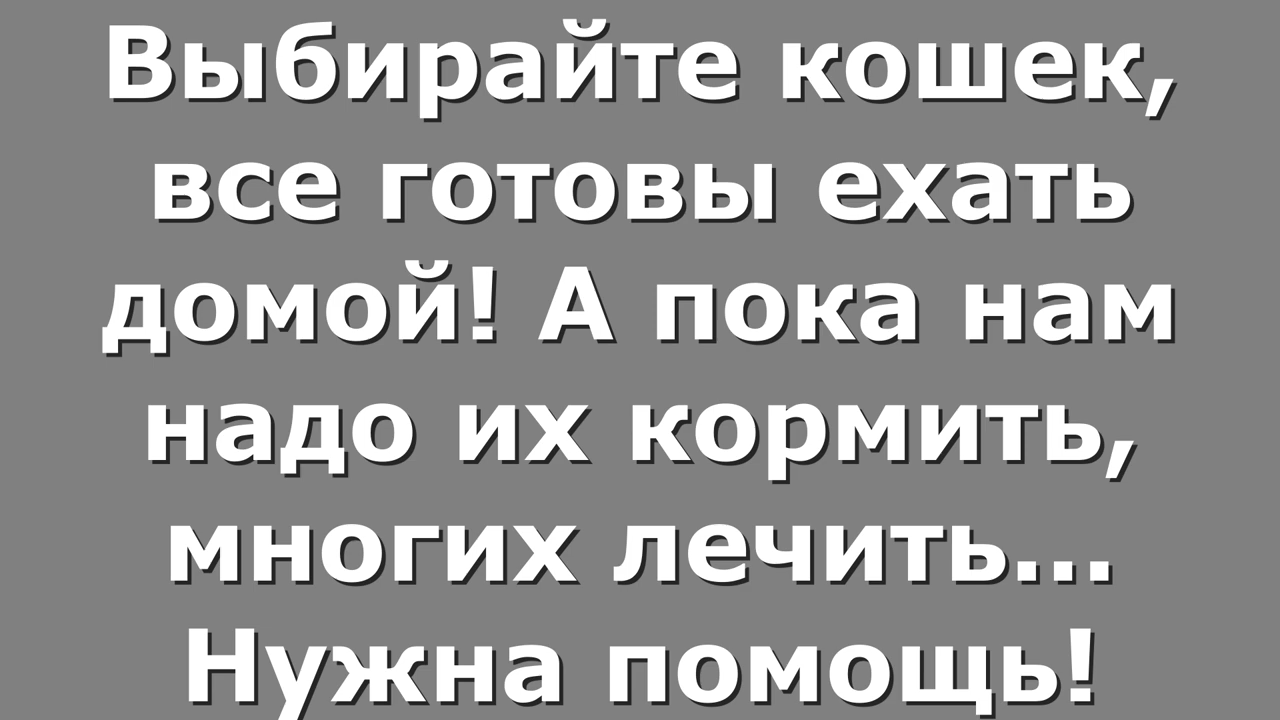 Выбирайте кошек,
все готовы ехать
домой! А пока нам
надо их кормить,
многих лечить...
Нужна помощь!